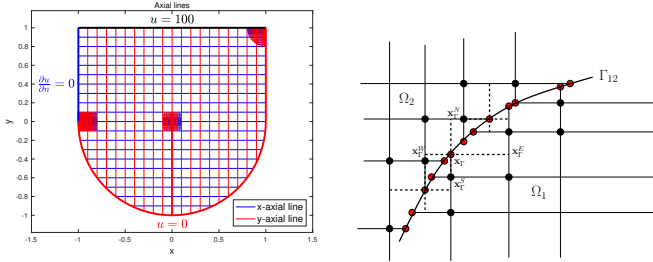 Axial lines
u = 100
∂u/∂n = 0
u = 0
x-axial line
y-axial line
1
0.8
0.6
0.4
0.2
0
-0.2
-0.4
-0.6
-0.8
-1
y
-1.5
-1
-0.5
0
0.5
1
1.5
x
Γ₁₂
Ω₂
x_Γ^N
x_Γ^W
x_Γ
x_Γ^E
x_Γ^S
Ω₁